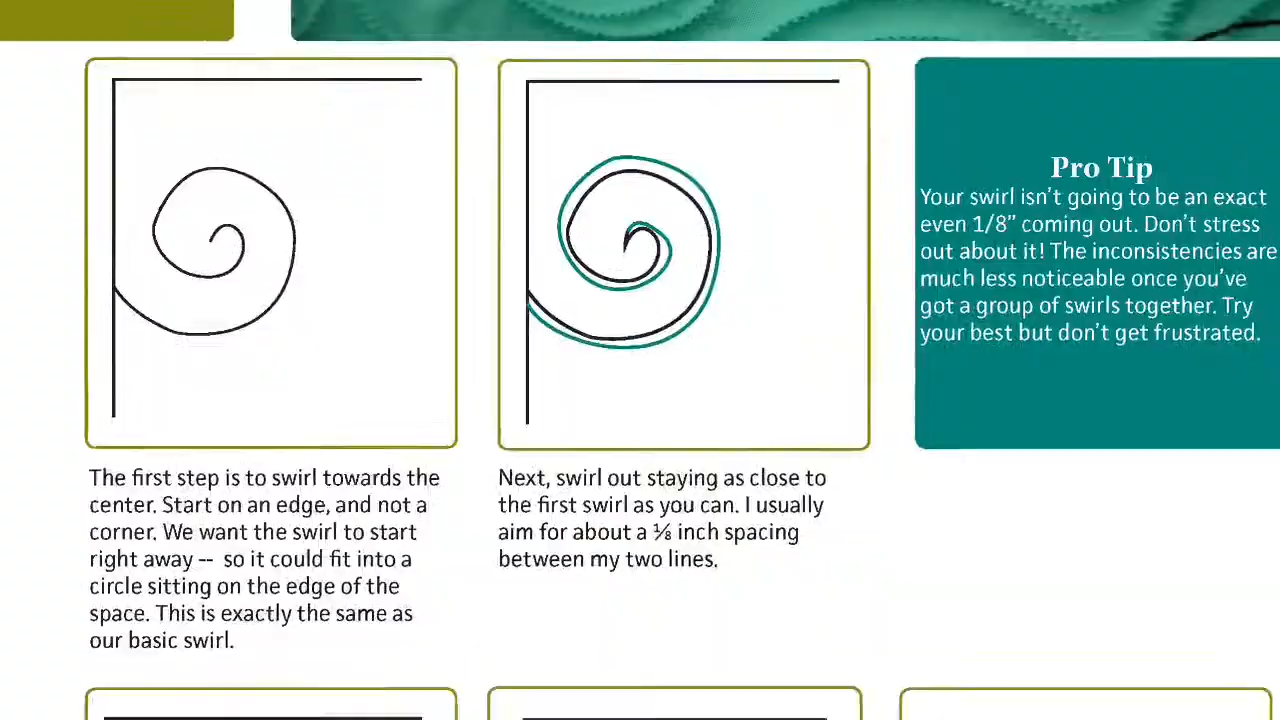 The first step is to swirl towards the
center. Start on an edge, and not a
corner. We want the swirl to start
right away -- so it could fit into a
circle sitting on the edge of the
space. This is exactly the same as
our basic swirl.
Next, swirl out staying as close to
the first swirl as you can. I usually
aim for about a ⅛ inch spacing
between my two lines.
Pro Tip
Your swirl isn't going to be an exact
even 1/8" coming out. Don't stress
out about it! The inconsistencies are
much less noticeable once you've
got a group of swirls together. Try
your best but don't get frustrated.